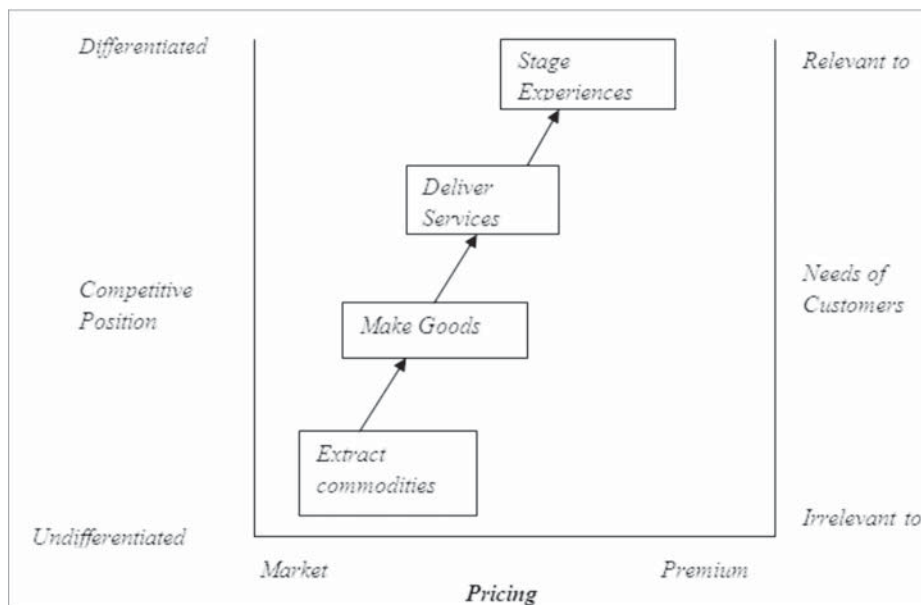 Differentiated
Stage
Experiences
Relevant to
Deliver
Services
Competitive
Position
Needs of
Customers
Make Goods
Extract
commodities
Undifferentiated
Irrelevant to
Market
Premium
Pricing